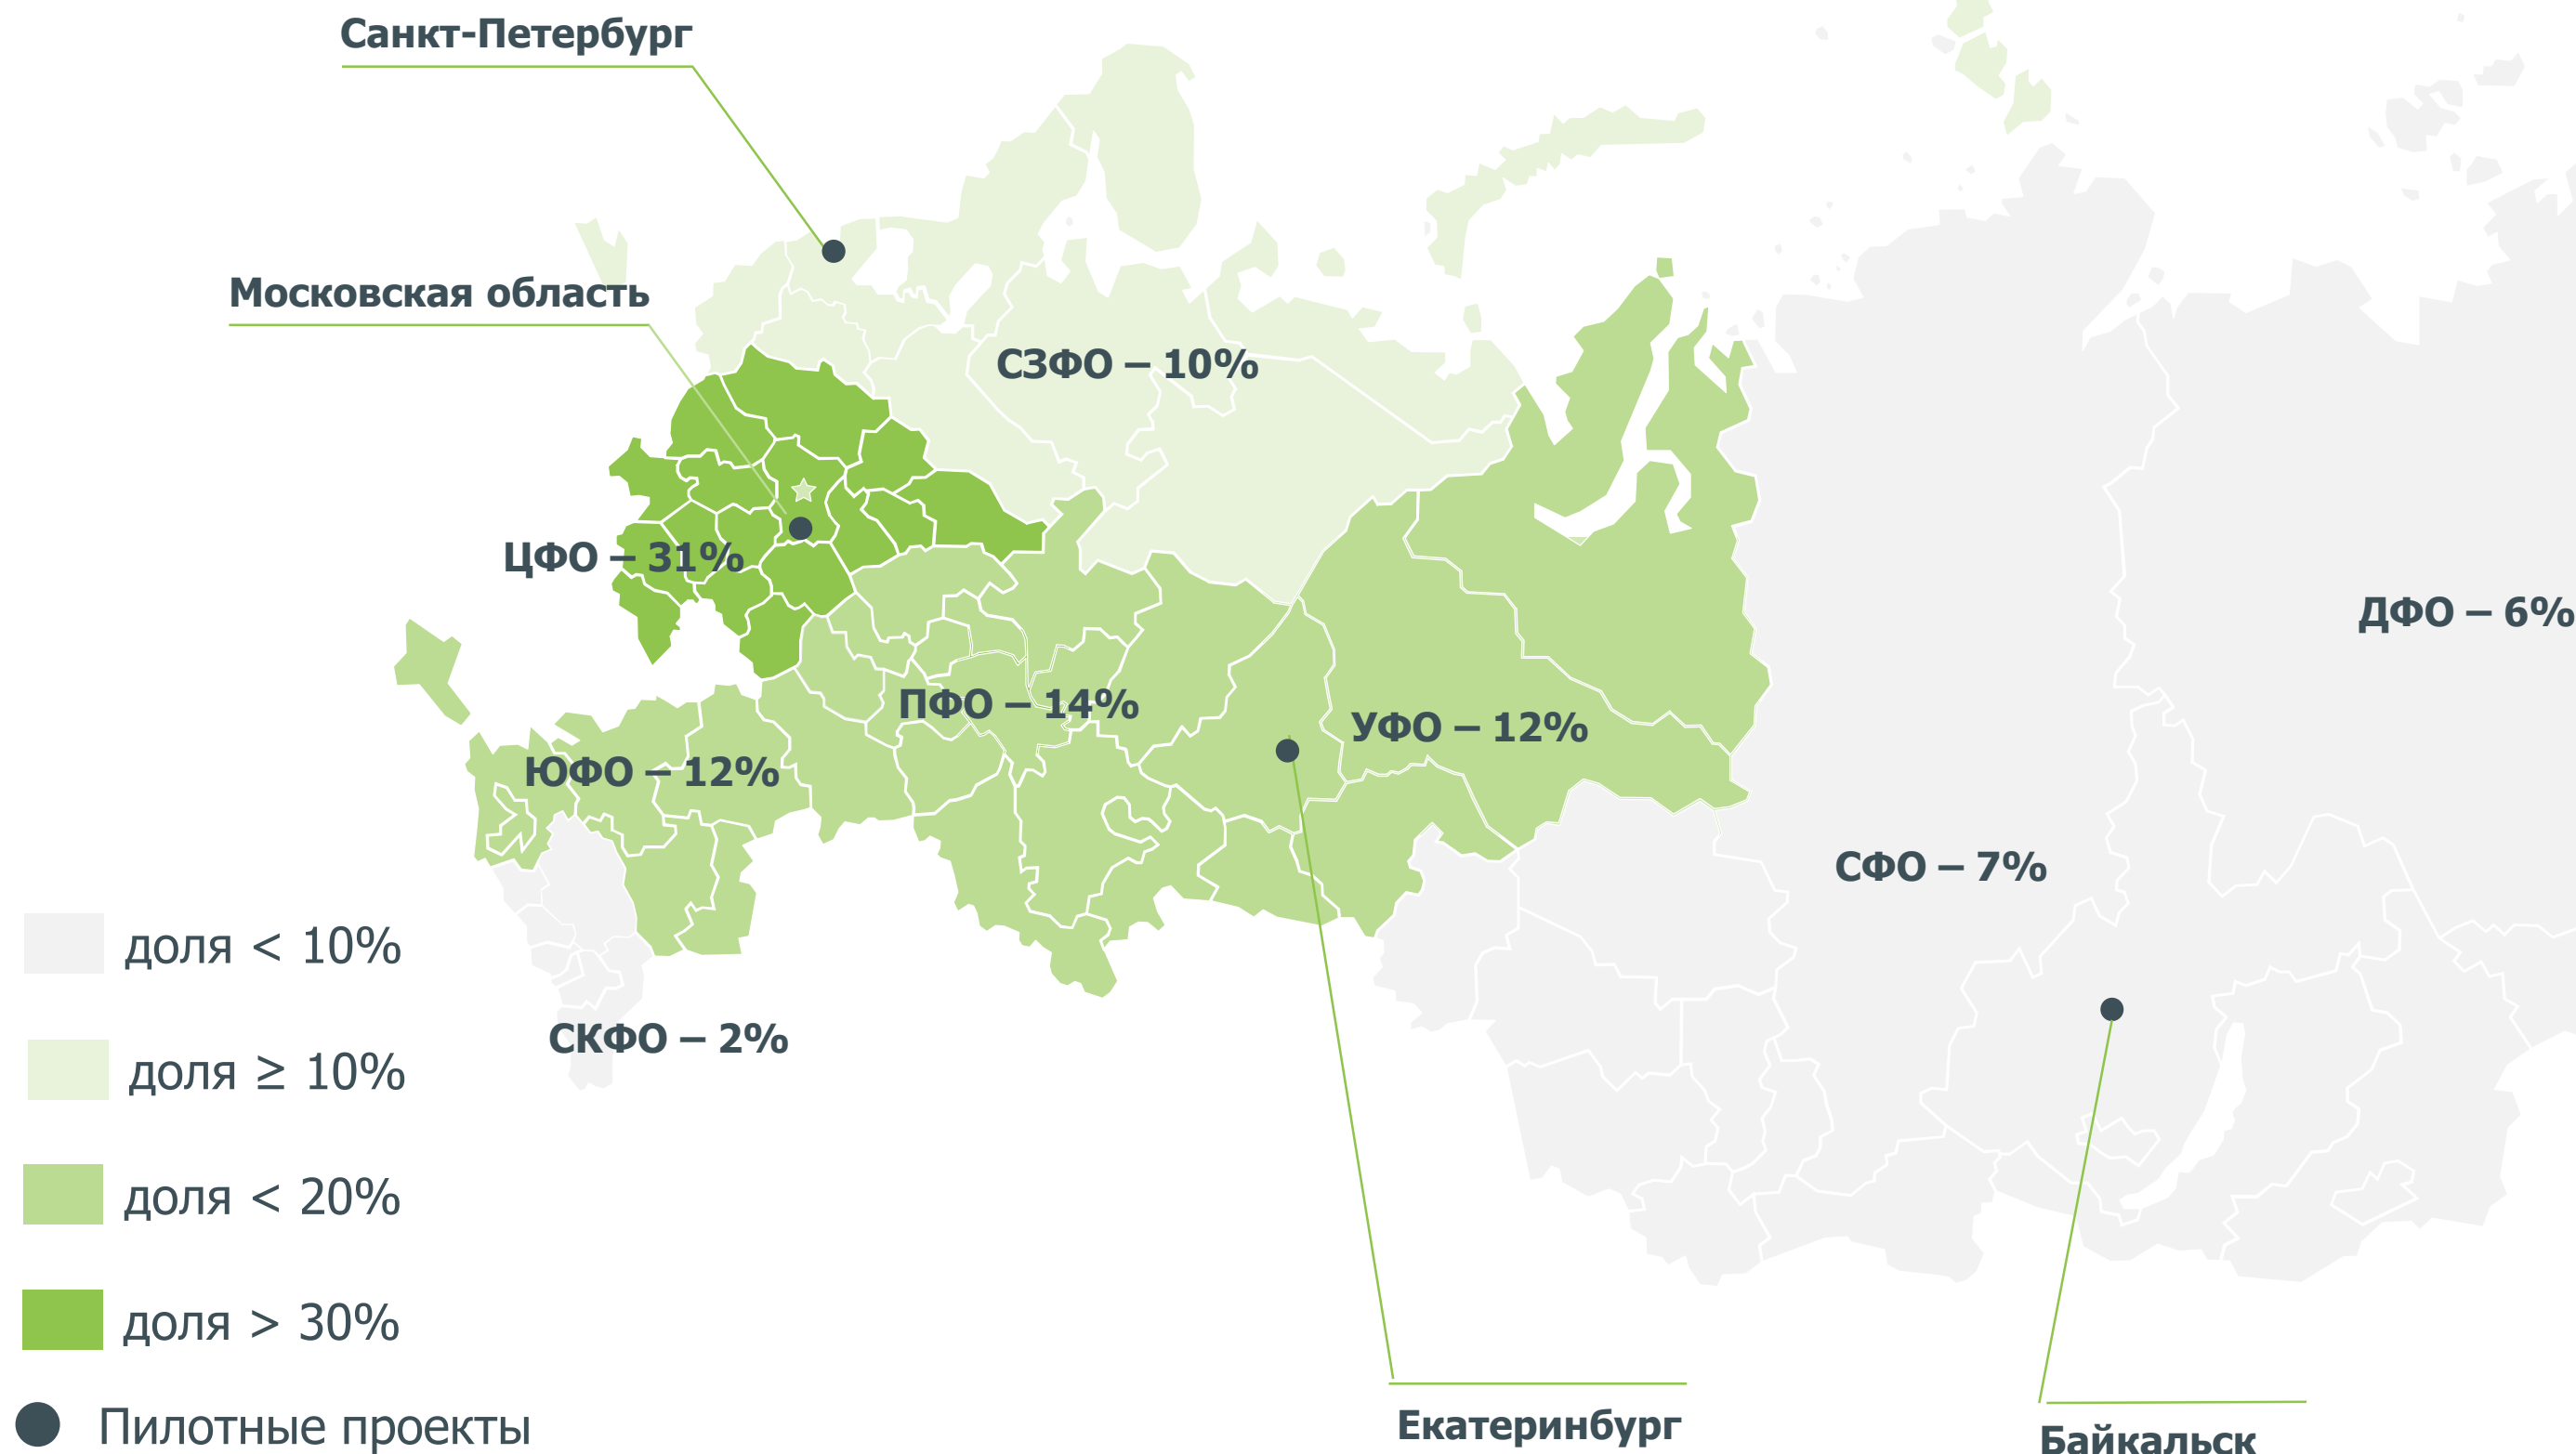 Санкт-Петербург
Московская область
СЗФО – 10%
ЦФО – 31%
ДФО – 6%
ПФО – 14%
УФО – 12%
ЮФО – 12%
СФО – 7%
СКФО – 2%
доля < 10%
доля ≥ 10%
доля < 20%
доля > 30%
Пилотные проекты
Екатеринбург
Байкальск